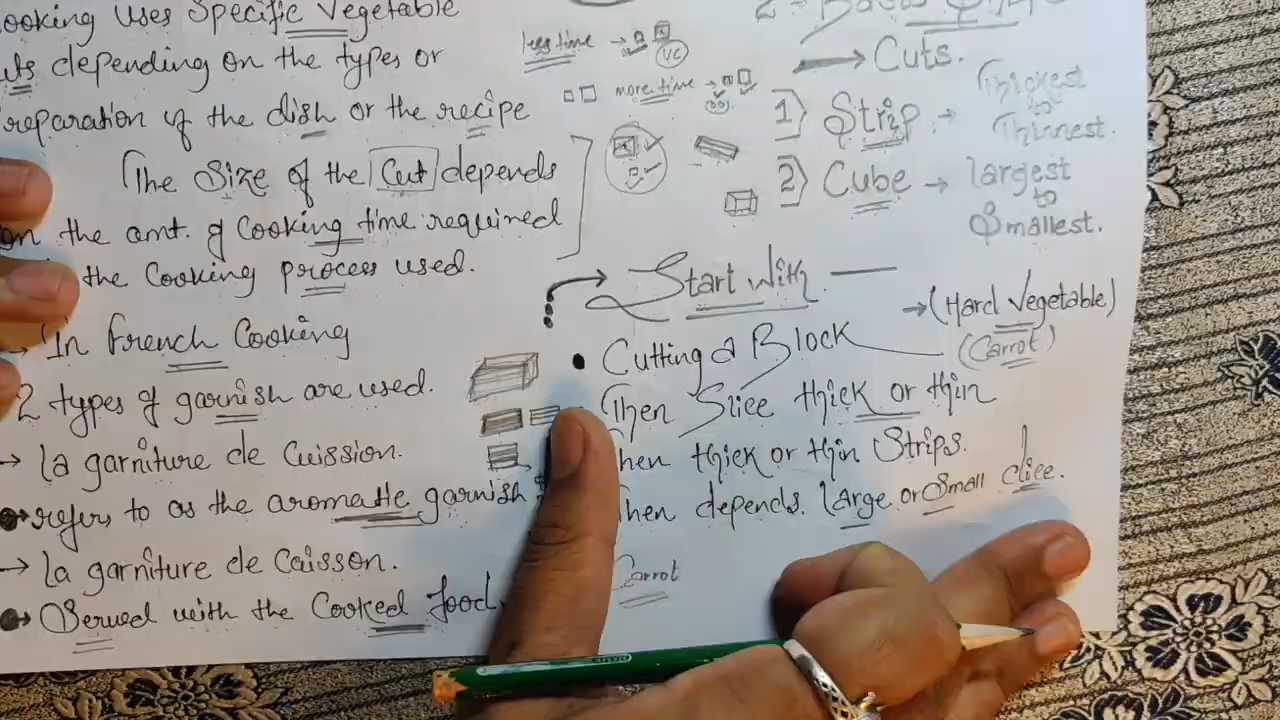 ooking uses Specific Vegetable
uts depending on the types or
reparation of the dish or the recipe
The Size of the Cut depends
on the amt. of Cooking time required
the Cooking process used.
In French Cooking
2 types of garnish are used.
→ la garniture de Cuission.
refers to as the aromatic garnish
→ la garniture de Caisson.
Served with the Cooked food
less time →
VC
more time →
→ Cuts.
1) Strip → Thickest
to
Thinnest.
2) Cube → largest
to
Smallest.
Start with —
→ (Hard Vegetable)
(Carrot)
• Cutting a Block
Then Slice thick or thin
hen thick or thin Strips.
hen depends large or Small dice.
Carrot